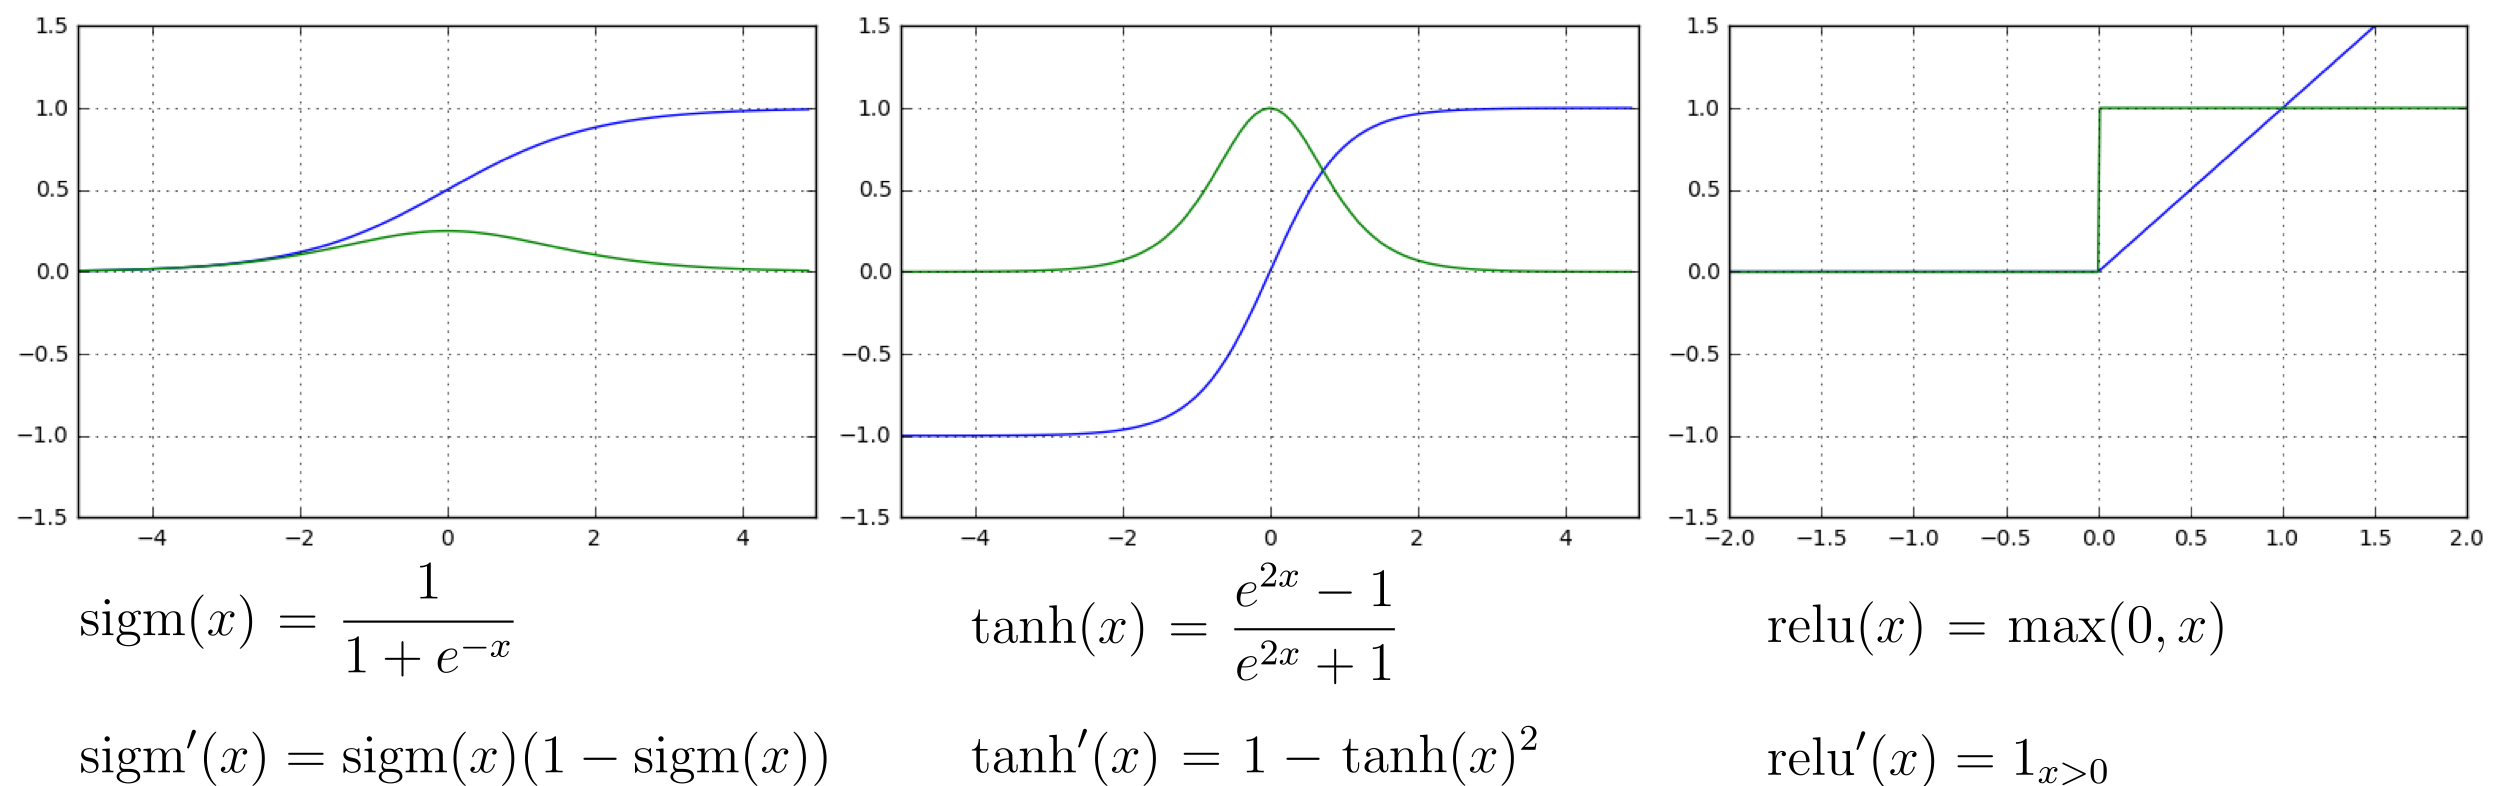 1.5 1.5 1.5
1.0 1.0 1.0
0.5 0.5 0.5
0.0 0.0 0.0
−0.5 −0.5 −0.5
−1.0 −1.0 −1.0
−1.5 −1.5 −1.5
−4 −2 0 2 4 −4 −2 0 2 4 −2.0 −1.5 −1.0 −0.5 0.0 0.5 1.0 1.5 2.0
sigm(x) = \frac{1}{1 + e^{−x}} tanh(x) = \frac{e^{2x} − 1}{e^{2x} + 1} relu(x) = max(0, x)
sigm′(x) = sigm(x)(1 − sigm(x)) tanh′(x) = 1 − tanh(x)^2 relu′(x) = 1_{x>0}